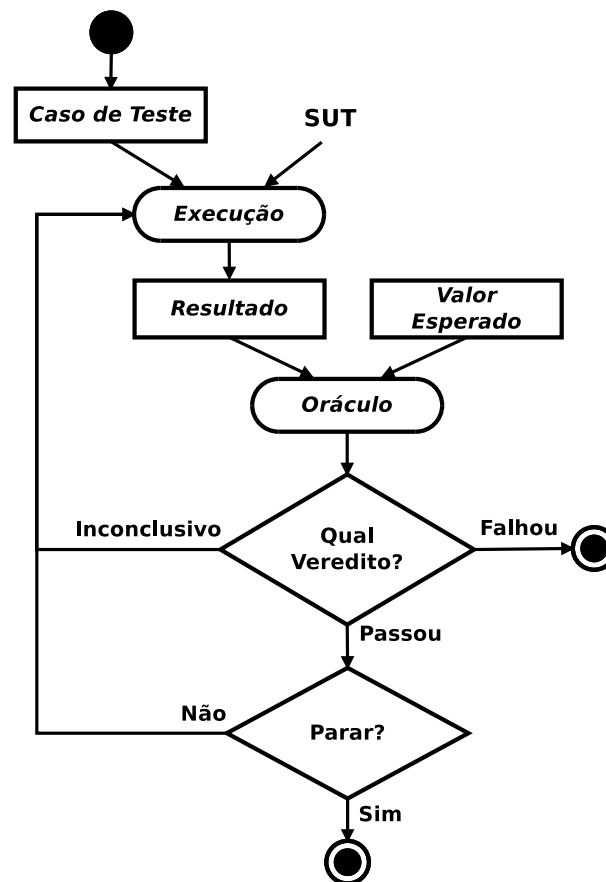 Caso de Teste
SUT
Execução
Resultado
Valor
Esperado
Oráculo
Inconclusivo
Qual
Veredito?
Falhou
Passou
Não
Parar?
Sim